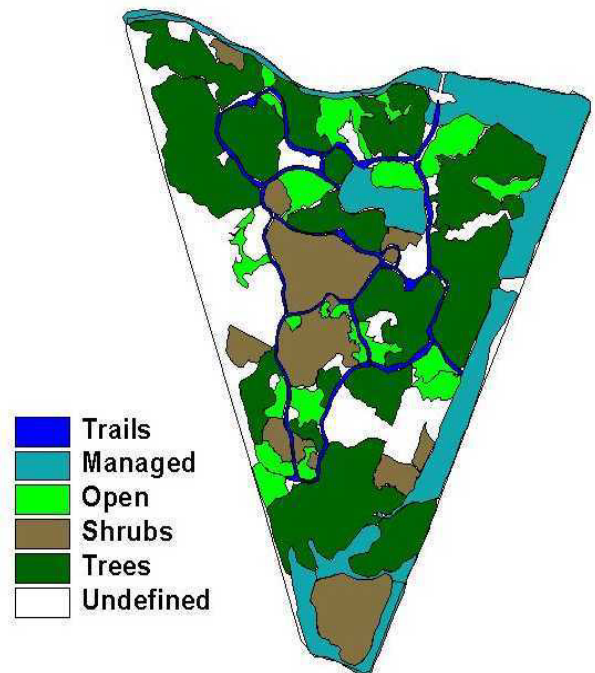 Trails
Managed
Open
Shrubs
Trees
Undefined